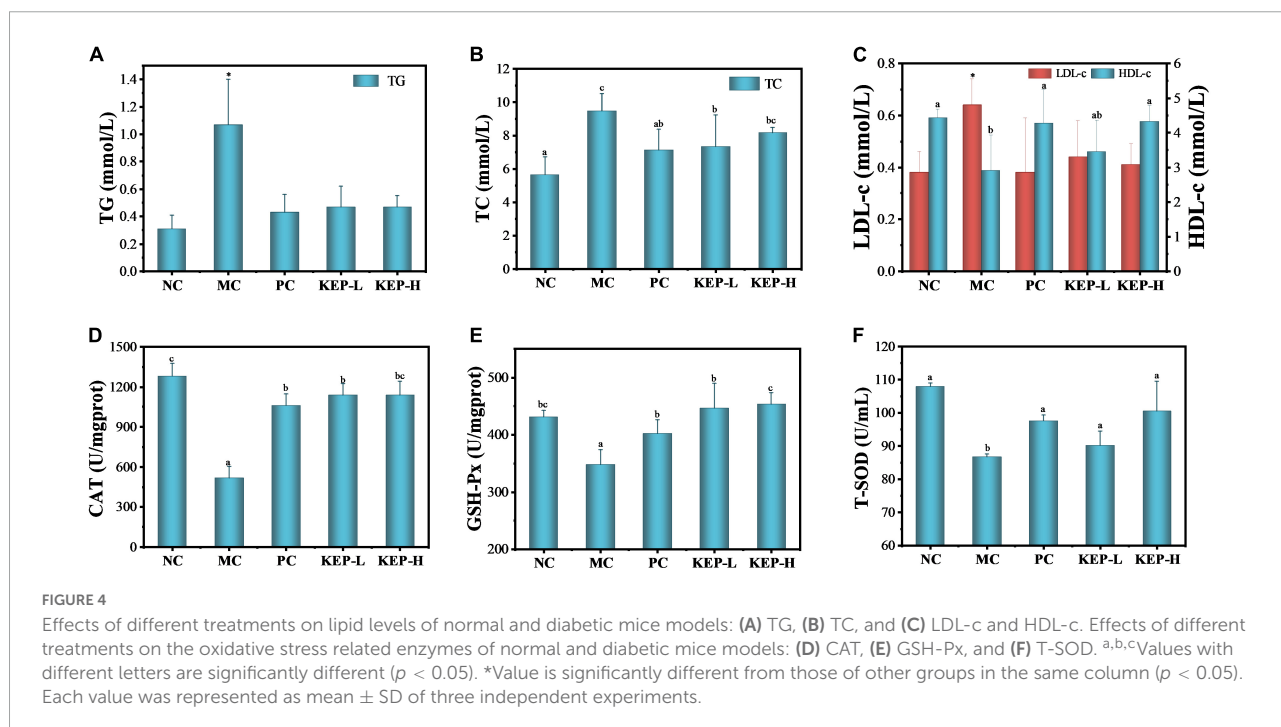 A
*
TG
1.4
1.2
1.0
0.8
0.6
0.4
0.2
0.0
TG (mmol/L)
NC MC PC KEP-L KEP-H
B
TC
12
10
8
6
4
2
0
TC (mmol/L)
a c ab b bc
NC MC PC KEP-L KEP-H
C
LDL-c HDL-c
0.8
0.6
0.4
0.2
0.0
LDL-c (mmol/L)
a * b a ab a
6
5
4
3
2
1
0
HDL-c (mmol/L)
NC MC PC KEP-L KEP-H
D
1500
1200
900
600
300
0
CAT (U/mgprot)
c a b b bc
NC MC PC KEP-L KEP-H
E
450
400
350
300
250
200
GSH-Px (U/mgprot)
bc a b b c
NC MC PC KEP-L KEP-H
F
120
110
100
90
80
70
60
T-SOD (U/mL)
a b a a a
NC MC PC KEP-L KEP-H
FIGURE 4
Effects of different treatments on lipid levels of normal and diabetic mice models: (A) TG, (B) TC, and (C) LDL-c and HDL-c. Effects of different
treatments on the oxidative stress related enzymes of normal and diabetic mice models: (D) CAT, (E) GSH-Px, and (F) T-SOD. a,b,cValues with
different letters are significantly different (p < 0.05). *Value is significantly different from those of other groups in the same column (p < 0.05).
Each value was represented as mean ± SD of three independent experiments.